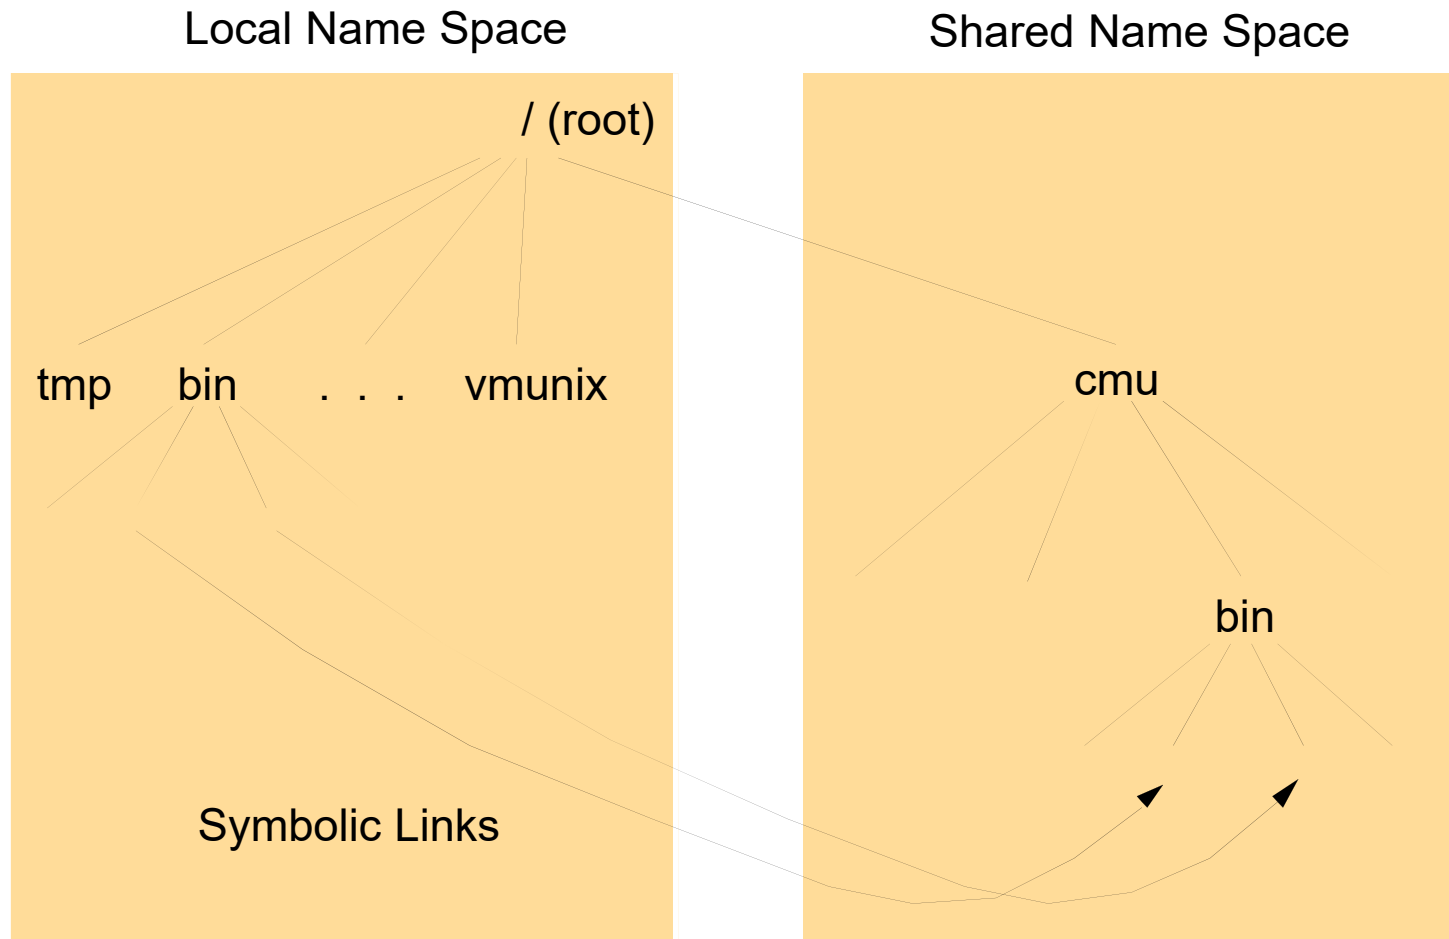 Local Name Space
Shared Name Space
/ (root)
tmp
bin
. . .
vmunix
cmu
bin
Symbolic Links